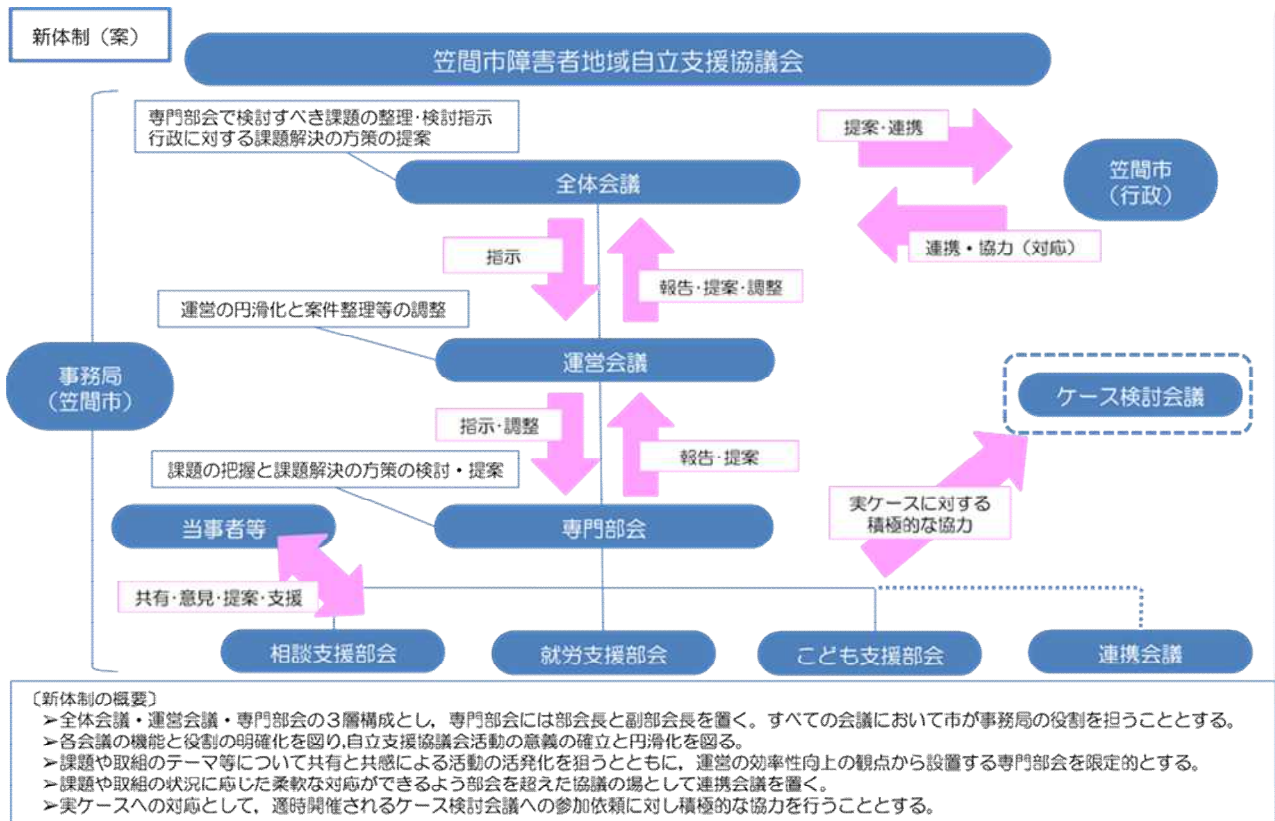 新体制（案）
笠間市障害者地域自立支援協議会
専門部会で検討すべき課題の整理・検討指示
行政に対する課題解決の方策の提案
提案・連携
全体会議
笠間市
（行政）
指示
連携・協力（対応）
報告・提案・調整
運営の円滑化と案件整理等の調整
運営会議
事務局
（笠間市）
ケース検討会議
指示・調整
報告・提案
課題の把握と課題解決の方策の検討・提案
実ケースに対する
積極的な協力
当事者等
専門部会
共有・意見・提案・支援
相談支援部会
就労支援部会
こども支援部会
連携会議
〔新体制の概要〕
➢全体会議・運営会議・専門部会の３層構成とし，専門部会には部会長と副部会長を置く。すべての会議において市が事務局の役割を担うこととする。
➢各会議の機能と役割の明確化を図り,自立支援協議会活動の意義の確立と円滑化を図る。
➢課題や取組のテーマ等について共有と共感による活動の活発化を狙うとともに，運営の効率性向上の観点から設置する専門部会を限定的とする。
➢課題や取組の状況に応じた柔軟な対応ができるよう部会を超えた協議の場として連携会議を置く。
➢実ケースへの対応として，適時開催されるケース検討会議への参加依頼に対し積極的な協力を行うこととする。